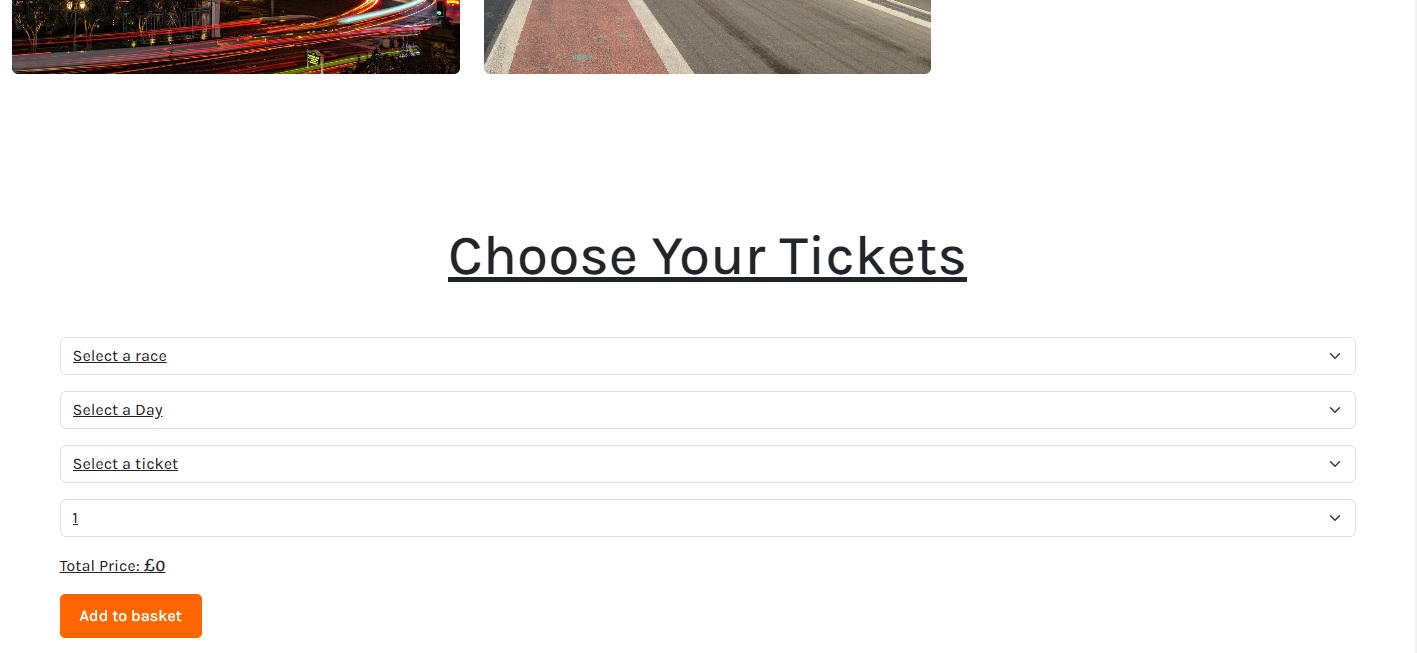 Choose Your Tickets
Select a race
Select a Day
Select a ticket
1
Total Price: £0
Add to basket